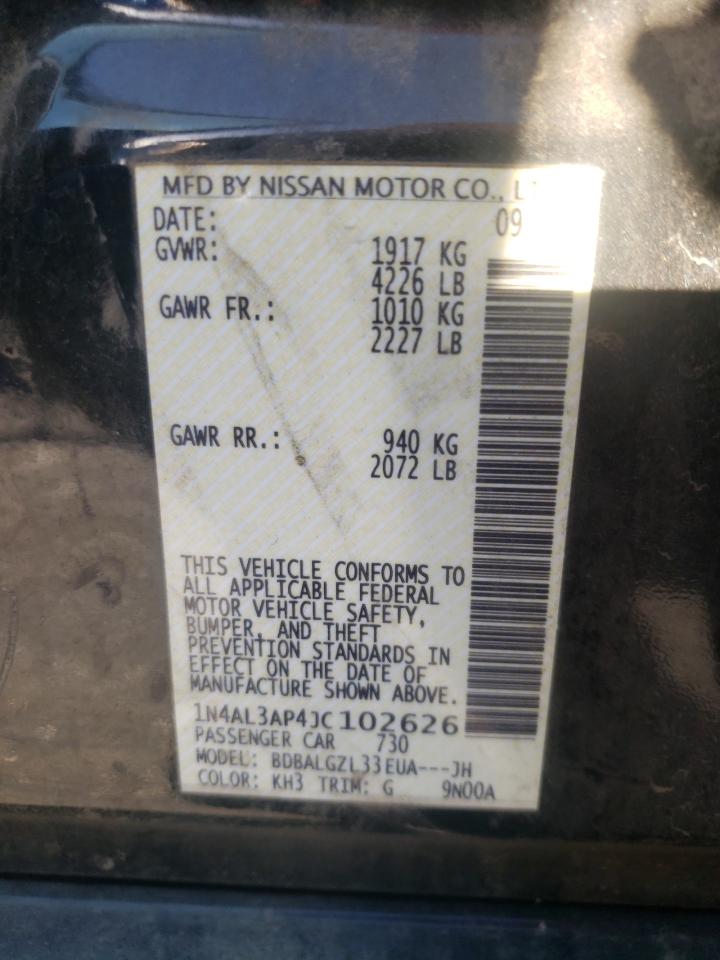 MFD BY NISSAN MOTOR CO.,
DATE: 09
GVWR: 1917 KG
4226 LB
GAWR FR.: 1010 KG
2227 LB
GAWR RR.: 940 KG
2072 LB
THIS VEHICLE CONFORMS TO
ALL APPLICABLE FEDERAL
MOTOR VEHICLE SAFETY,
BUMPER, AND THEFT
PREVENTION STANDARDS IN
EFFECT ON THE DATE OF
MANUFACTURE SHOWN ABOVE.
1N4AL3AP4JC102626
PASSENGER CAR 730
MODEL: BDBALGZL33EUA---JH
COLOR: KH3 TRIM: G 9N00A